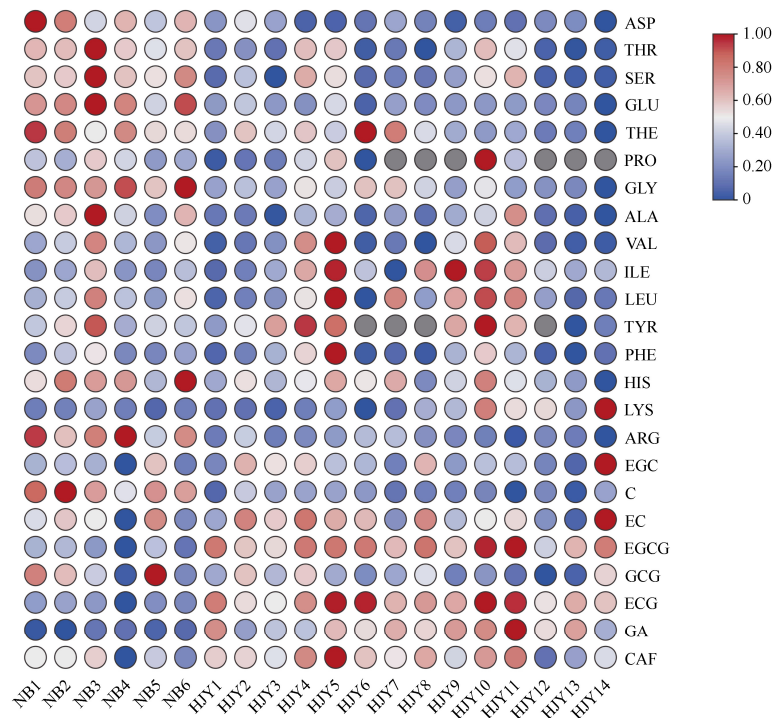 ASP
THR
SER
GLU
THE
PRO
GLY
ALA
VAL
ILE
LEU
TYR
PHE
HIS
LYS
ARG
EGC
C
EC
EGCG
GCG
ECG
GA
CAF
1.00
0.80
0.60
0.40
0.20
0
NB1 NB2 NB3 NB4 NB5 NB6 HJY1 HJY2 HJY3 HJY4 HJY5 HJY6 HJY7 HJY8 HJY9 HJY10 HJY11 HJY12 HJY13 HJY14